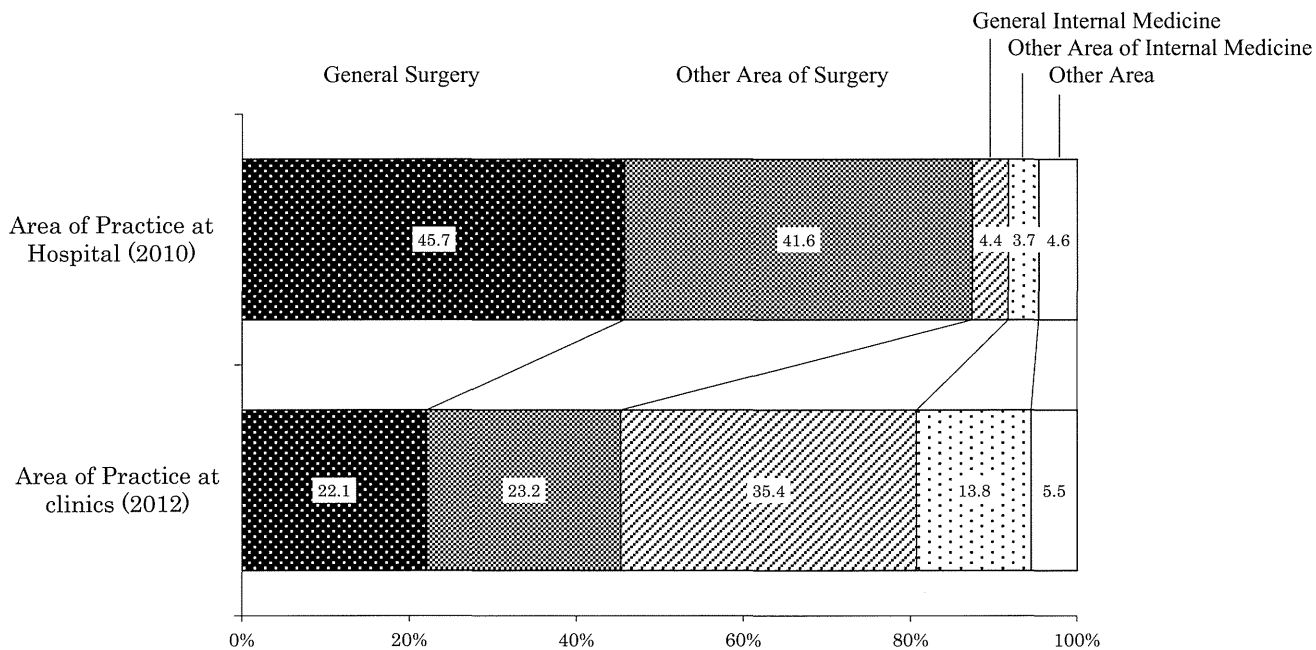 General Internal Medicine
Other Area of Internal Medicine
General Surgery
Other Area of Surgery
Other Area
Area of Practice at
Hospital (2010)
45.7
41.6
4.4
3.7
4.6
Area of Practice at
clinics (2012)
22.1
23.2
35.4
13.8
5.5
0%
20%
40%
60%
80%
100%